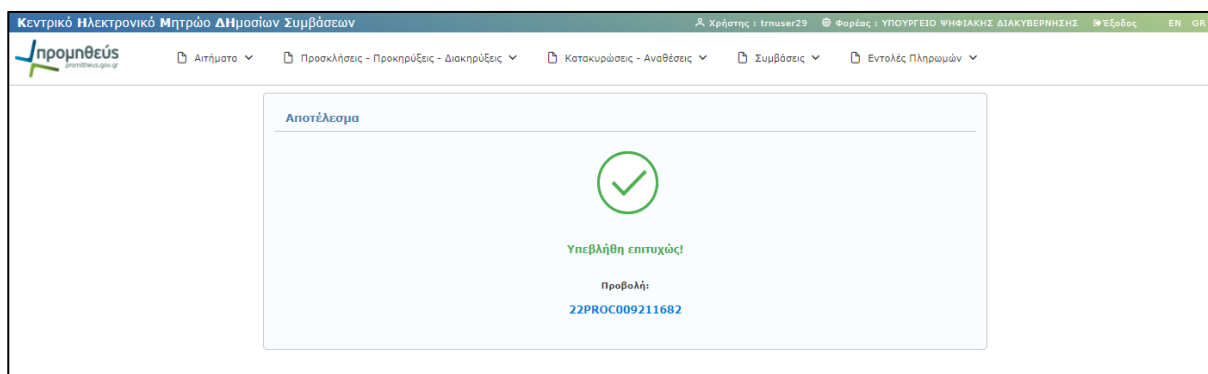 Κεντρικό Ηλεκτρονικό Μητρώο ΔΗμοσίων Συμβάσεων
Χρήστης : trnuser29 Φορέας : ΥΠΟΥΡΓΕΙΟ ΨΗΦΙΑΚΗΣ ΔΙΑΚΥΒΕΡΝΗΣΗΣ Έξοδος EN GR
προμηθεύς
promitheus.gov.gr
Αιτήματα Προσκλήσεις - Προκηρύξεις - Διακηρύξεις Κατακυρώσεις - Αναθέσεις Συμβάσεις Εντολές Πληρωμών
Αποτέλεσμα
Υπεβλήθη επιτυχώς!
Προβολή:
22PROC009211682